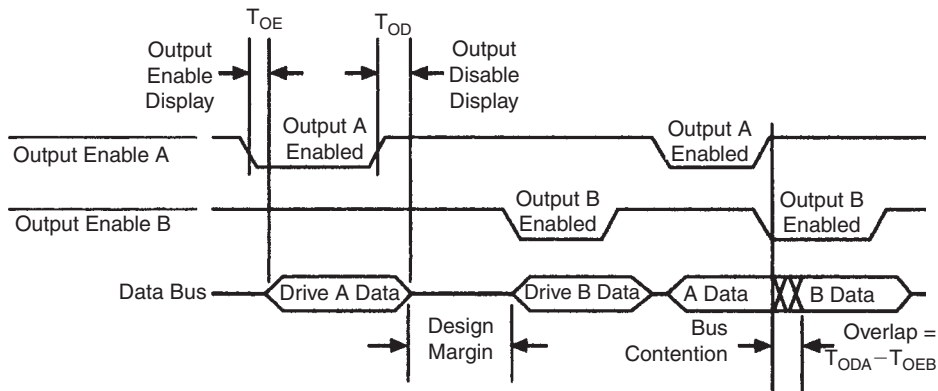 T_OE
T_OD
Output
Enable
Display
Output
Disable
Display
Output Enable A
Output A
Enabled
Output A
Enabled
Output Enable B
Output B
Enabled
Output B
Enabled
Data Bus
Drive A Data
Drive B Data
A Data
B Data
Design
Margin
Bus
Contention
Overlap =
T_ODA–T_OEB